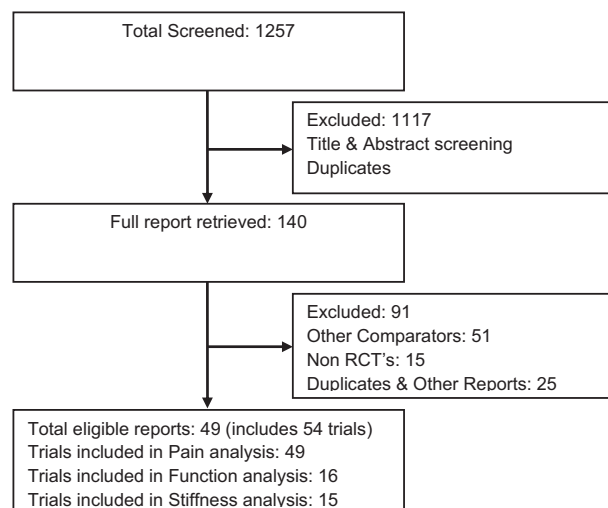 Total Screened: 1257
Excluded: 1117
Title & Abstract screening
Duplicates
Full report retrieved: 140
Excluded: 91
Other Comparators: 51
Non RCT's: 15
Duplicates & Other Reports: 25
Total eligible reports: 49 (includes 54 trials)
Trials included in Pain analysis: 49
Trials included in Function analysis: 16
Trials included in Stiffness analysis: 15